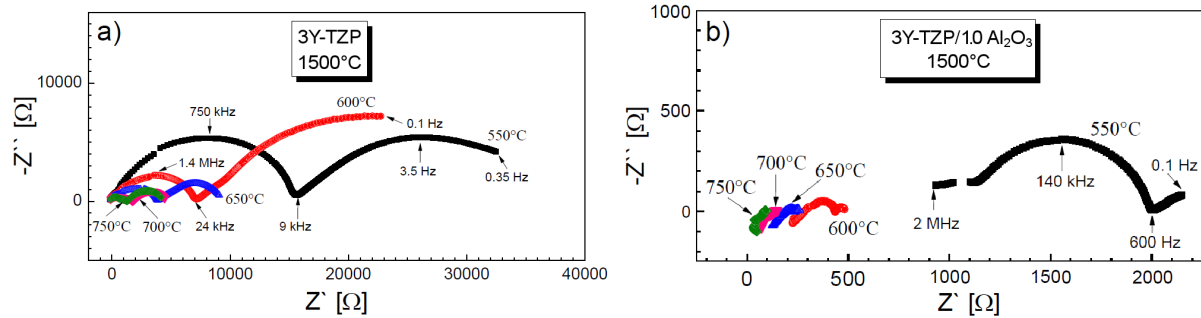 a)
3Y-TZP
1500°C
-Z`` [Ω]
10000
0
750 kHz
600°C
0.1 Hz
550°C
1.4 MHz
3.5 Hz
0.35 Hz
650°C
750°C
700°C
24 kHz
9 kHz
0
10000
20000
30000
40000
Z` [Ω]
b)
3Y-TZP/1.0 Al₂O₃
1500°C
-Z`` [Ω]
1000
500
0
550°C
700°C
650°C
750°C
0.1 Hz
140 kHz
2 MHz
600°C
600 Hz
0
500
1000
1500
2000
Z` [Ω]